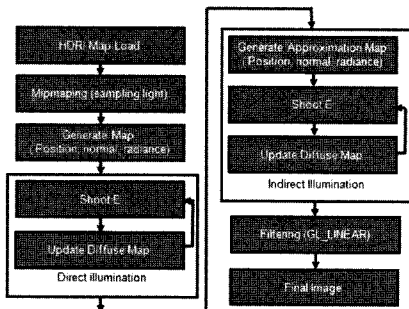 HDRI Map Load
Mipmaping (sampling light)
Generate Map
(Position, normal, radiance)
Shoot E
Update Diffuse Map
Direct illumination
Generate Approximation Map
(Position, normal, radiance)
Shoot E
Update Diffuse Map
Indirect Illumination
Filtering (GL_LINEAR)
Final Image